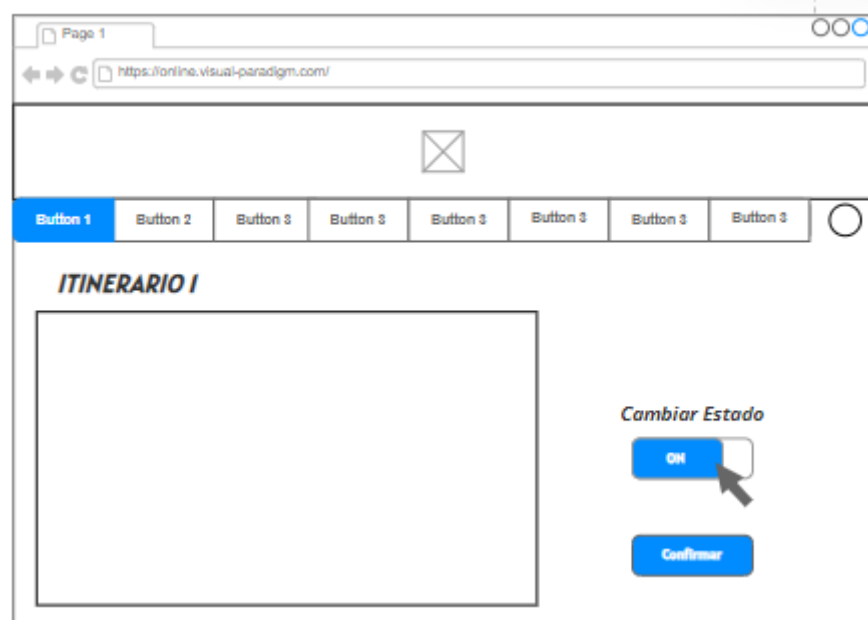 Page 1
https://online.visual-paradigm.com/
Button 1 Button 2 Button 3 Button 3 Button 3 Button 3 Button 3 Button 3
ITINERARIO I
Cambiar Estado
ON
Confirmar